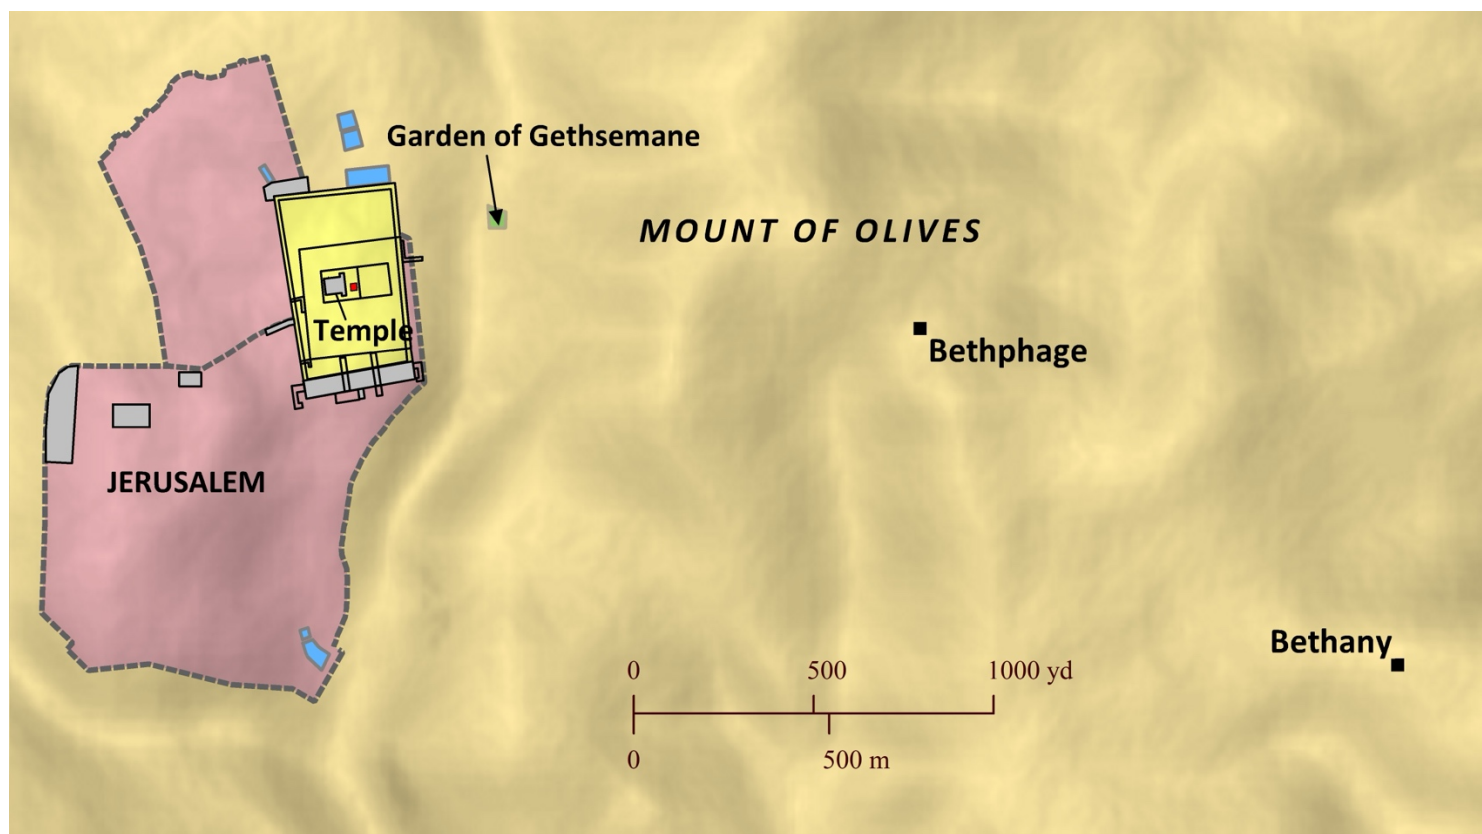 Garden of Gethsemane
MOUNT OF OLIVES
Temple
Bethphage
JERUSALEM
Bethany
0 500 1000 yd
0 500 m